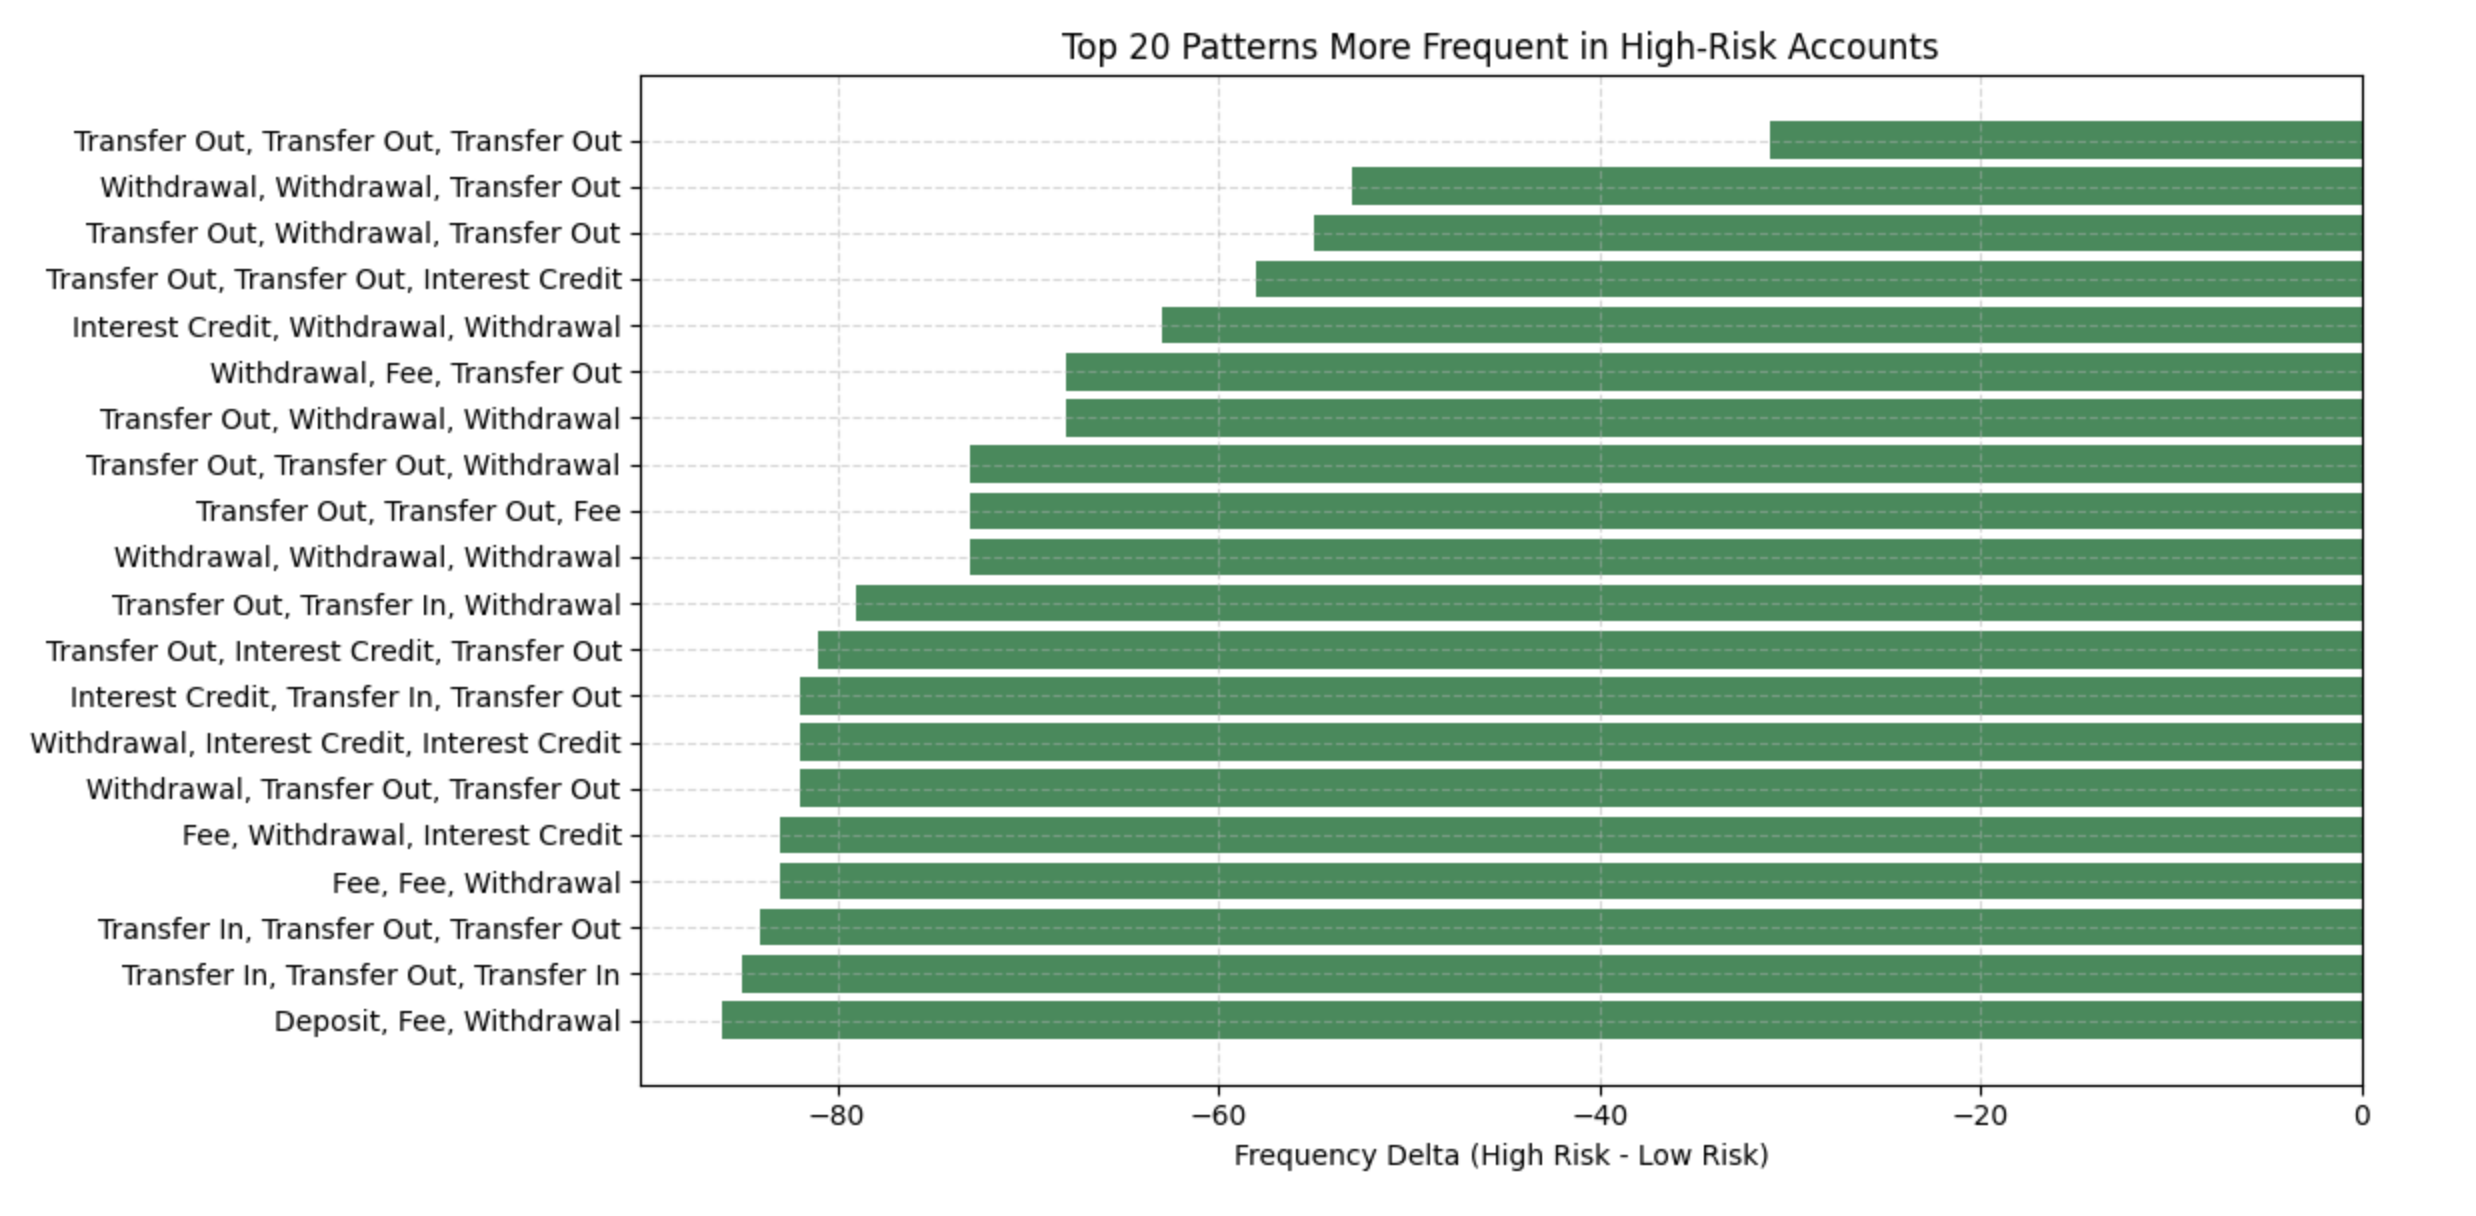 Top 20 Patterns More Frequent in High-Risk Accounts
Transfer Out, Transfer Out, Transfer Out
Withdrawal, Withdrawal, Transfer Out
Transfer Out, Withdrawal, Transfer Out
Transfer Out, Transfer Out, Interest Credit
Interest Credit, Withdrawal, Withdrawal
Withdrawal, Fee, Transfer Out
Transfer Out, Withdrawal, Withdrawal
Transfer Out, Transfer Out, Withdrawal
Transfer Out, Transfer Out, Fee
Withdrawal, Withdrawal, Withdrawal
Transfer Out, Transfer In, Withdrawal
Transfer Out, Interest Credit, Transfer Out
Interest Credit, Transfer In, Transfer Out
Withdrawal, Interest Credit, Interest Credit
Withdrawal, Transfer Out, Transfer Out
Fee, Withdrawal, Interest Credit
Fee, Fee, Withdrawal
Transfer In, Transfer Out, Transfer Out
Transfer In, Transfer Out, Transfer In
Deposit, Fee, Withdrawal
−80 −60 −40 −20 0
Frequency Delta (High Risk - Low Risk)